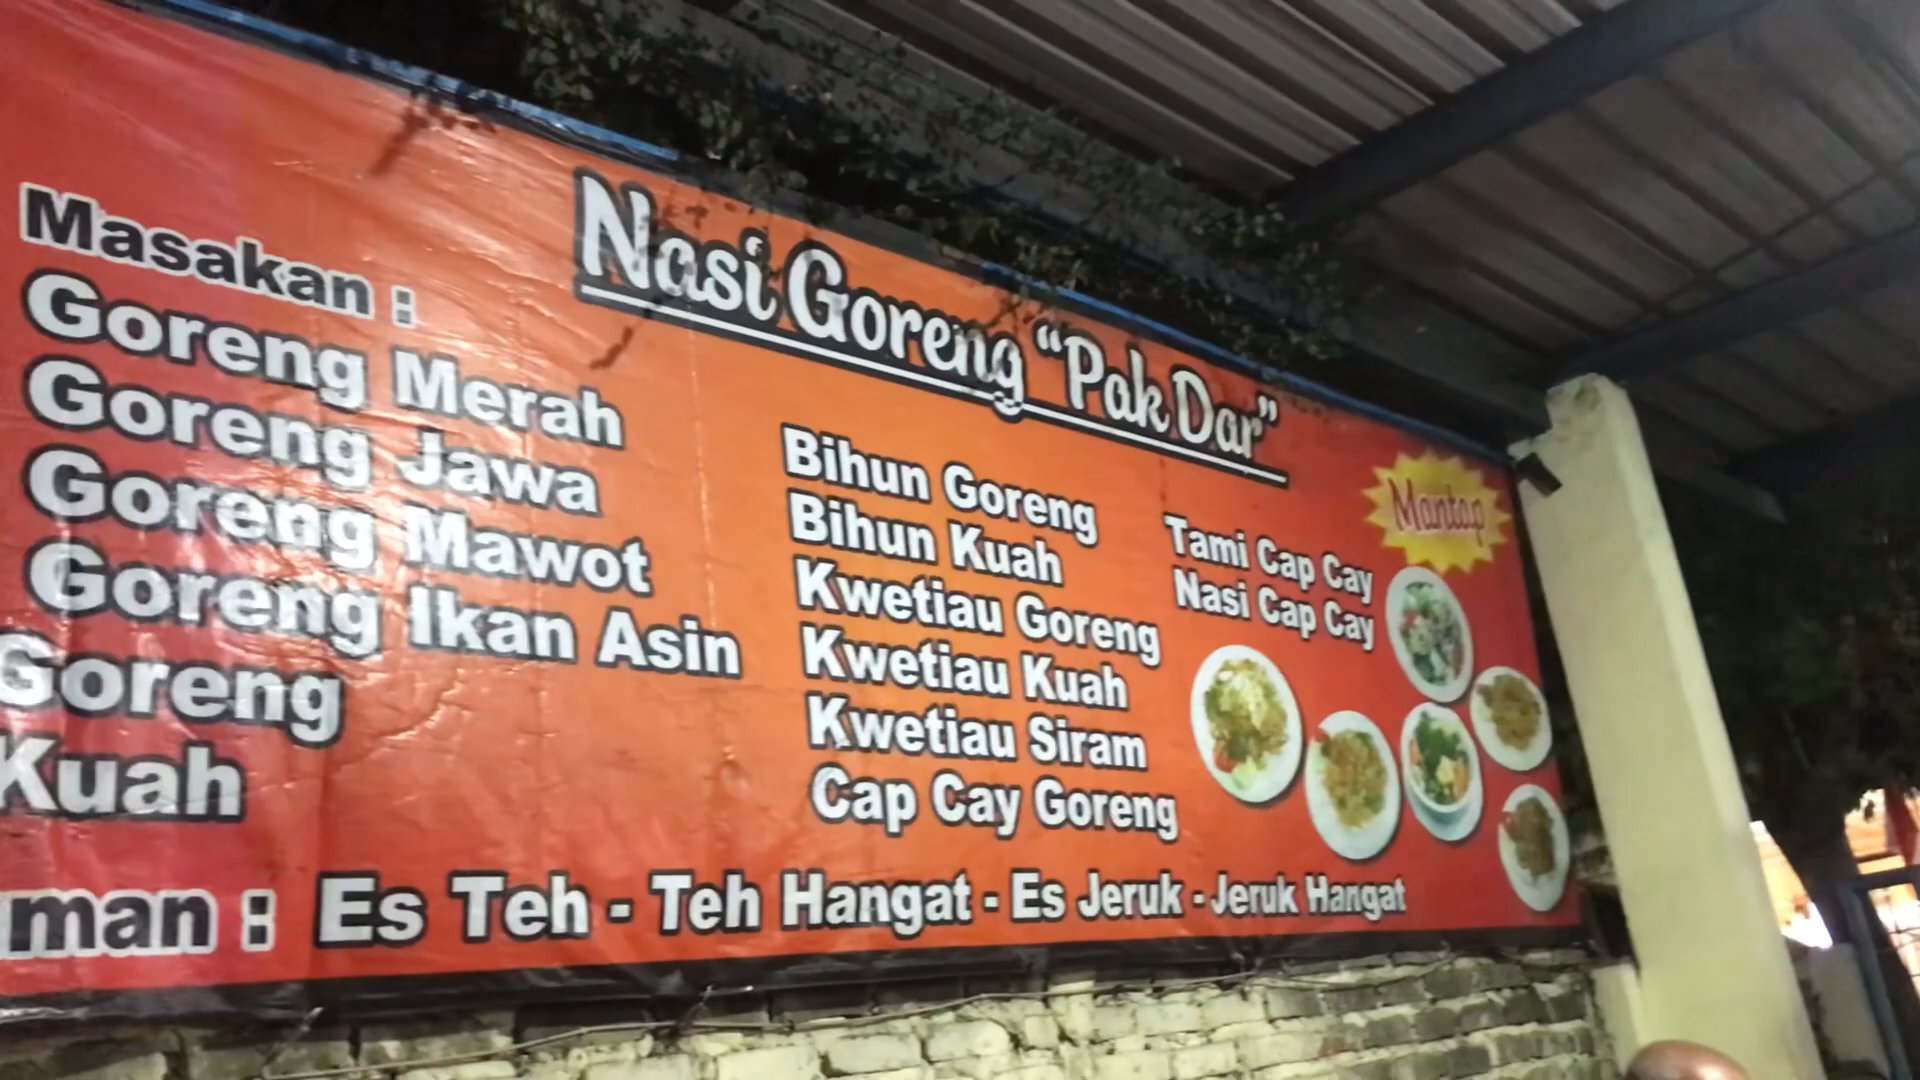 Nasi Goreng "Pak Dar"
Masakan :
Goreng Merah
Goreng Jawa
Goreng Mawot
Goreng Ikan Asin
Goreng
Kuah
Bihun Goreng
Bihun Kuah
Kwetiau Goreng
Kwetiau Kuah
Kwetiau Siram
Cap Cay Goreng
Tami Cap Cay
Nasi Cap Cay
Mantap
man : Es Teh - Teh Hangat - Es Jeruk - Jeruk Hangat